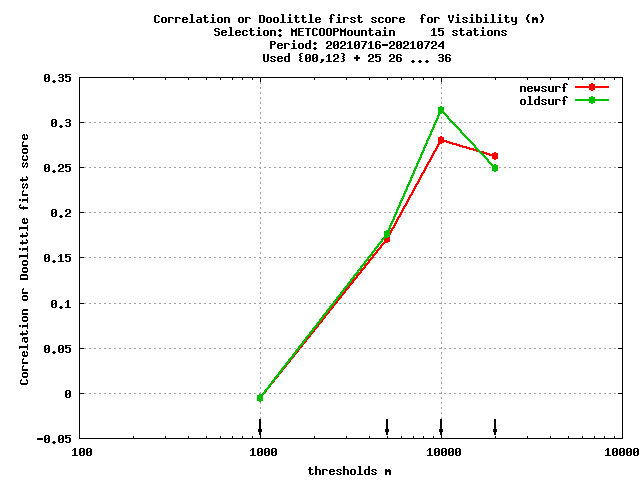 Correlation or Doolittle first score  for Visibility (m)
Selection: METCOOPMountain     15 stations
Period: 20210716-20210724
Used {00,12} + 25 26 ... 36
newsurf
oldsurf
Correlation or Doolittle first score
0.35
0.3
0.25
0.2
0.15
0.1
0.05
0
-0.05
100 1000 10000 10000
thresholds m